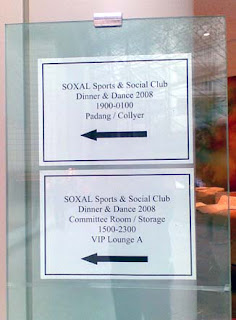 SOXAL Sports & Social Club
Dinner & Dance 2008
1900-0100
Padang / Collyer
SOXAL Sports & Social Club
Dinner & Dance 2008
Committee Room / Storage
1500-2300
VIP Lounge A